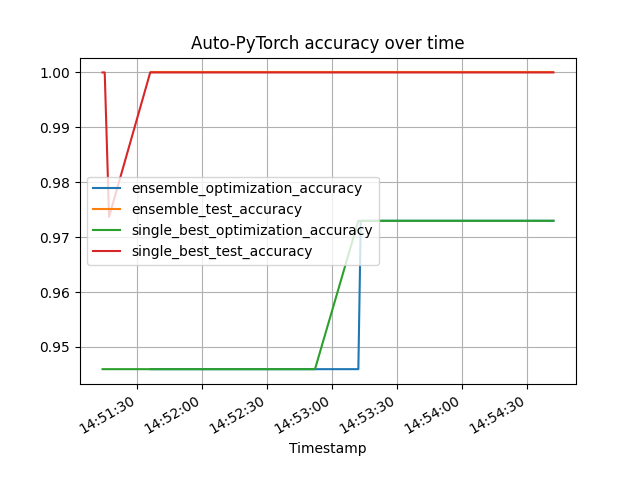 Auto-PyTorch accuracy over time
1.00
0.99
0.98
0.97
0.96
0.95
ensemble_optimization_accuracy
ensemble_test_accuracy
single_best_optimization_accuracy
single_best_test_accuracy
14:51:30
14:52:00
14:52:30
14:53:00
14:53:30
14:54:00
14:54:30
Timestamp